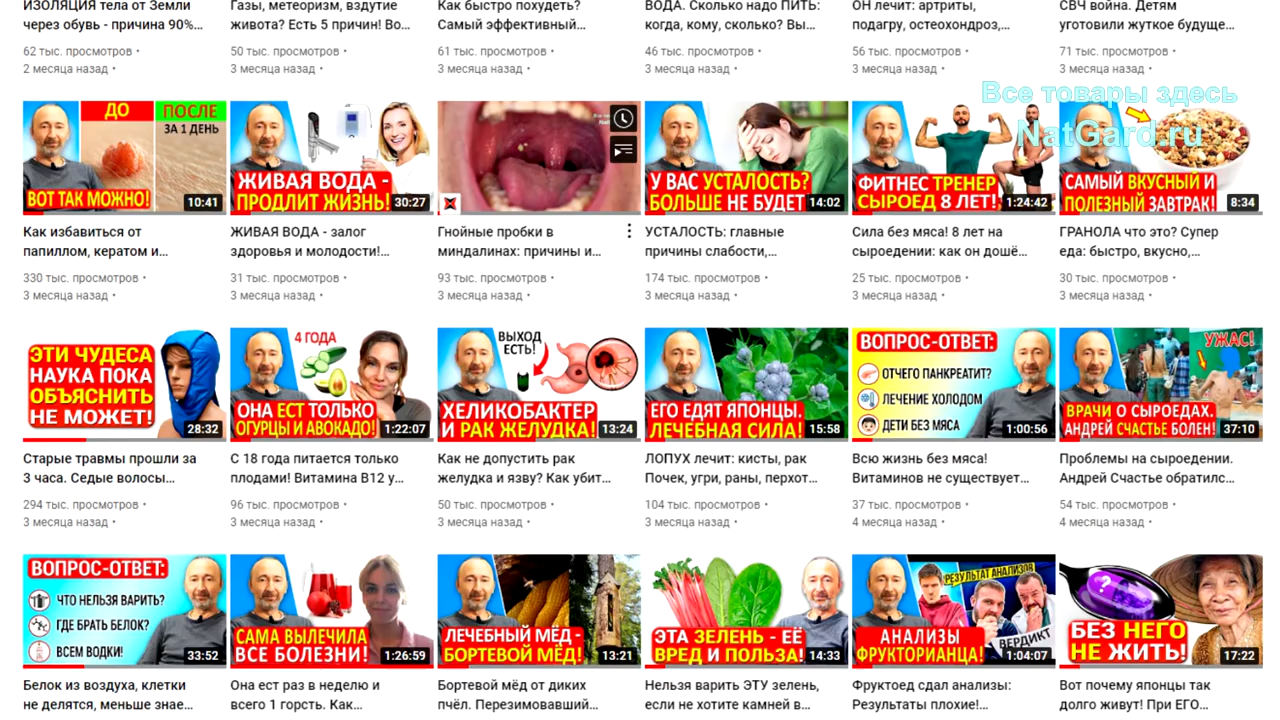 ИЗОЛЯЦИЯ тела от Земли
через обувь - причина 90%...
62 тыс. просмотров •
2 месяца назад •
Газы, метеоризм, вздутие
живота? Есть 5 причин! Во...
50 тыс. просмотров •
3 месяца назад •
Как быстро похудеть?
Самый эффективный...
61 тыс. просмотров •
3 месяца назад •
ВОДА. Сколько надо ПИТЬ:
когда, кому, сколько? Вы...
46 тыс. просмотров •
3 месяца назад •
ОН лечит: артриты,
подагру, остеохондроз,...
56 тыс. просмотров •
3 месяца назад •
СВЧ война. Детям
уготовили жуткое будуще...
71 тыс. просмотров •
3 месяца назад •
Все товары здесь
NatGard.ru
ДО
ПОСЛЕ
ЗА 1 ДЕНЬ
ВОТ ТАК МОЖНО!
10:41
Как избавиться от
папиллом, кератом и...
330 тыс. просмотров •
3 месяца назад •
ЖИВАЯ ВОДА -
ПРОДЛИТ ЖИЗНЬ!
30:27
ЖИВАЯ ВОДА - залог
здоровья и молодости!...
31 тыс. просмотров •
3 месяца назад •
Гнойные пробки в
миндалинах: причины и...
93 тыс. просмотров •
3 месяца назад •
У ВАС УСТАЛОСТЬ?
БОЛЬШЕ НЕ БУДЕТ
14:02
УСТАЛОСТЬ: главные
причины слабости,...
174 тыс. просмотров •
3 месяца назад •
ФИТНЕС ТРЕНЕР
СЫРОЕД 8 ЛЕТ!
1:24:42
Сила без мяса! 8 лет на
сыроедении: как он дошё...
25 тыс. просмотров •
3 месяца назад •
САМЫЙ ВКУСНЫЙ И
ПОЛЕЗНЫЙ ЗАВТРАК!
8:34
ГРАНОЛА что это? Супер
еда: быстро, вкусно,...
30 тыс. просмотров •
3 месяца назад •
ЭТИ ЧУДЕСА
НАУКА ПОКА
ОБЪЯСНИТЬ
НЕ МОЖЕТ!
28:32
Старые травмы прошли за
3 часа. Седые волосы...
294 тыс. просмотров •
3 месяца назад •
4 ГОДА
ОНА ЕСТ ТОЛЬКО
ОГУРЦЫ И АВОКАДО!
1:22:07
С 18 года питается только
плодами! Витамина В12 у...
96 тыс. просмотров •
3 месяца назад •
ВЫХОД
ЕСТЬ!
ХЕЛИКОБАКТЕР
И РАК ЖЕЛУДКА!
13:24
Как не допустить рак
желудка и язву? Как убит...
50 тыс. просмотров •
3 месяца назад •
ЕГО ЕДЯТ ЯПОНЦЫ.
ЛЕЧЕБНАЯ СИЛА!
15:58
ЛОПУХ лечит: кисты, рак
Почек, угри, раны, перхот...
104 тыс. просмотров •
3 месяца назад •
ВОПРОС-ОТВЕТ:
ОТЧЕГО ПАНКРЕАТИТ?
ЛЕЧЕНИЕ ХОЛОДОМ
ДЕТИ БЕЗ МЯСА
1:00:56
Всю жизнь без мяса!
Витаминов не существует...
37 тыс. просмотров •
4 месяца назад •
УЖАС!
ВРАЧИ О СЫРОЕДАХ.
АНДРЕЙ СЧАСТЬЕ БОЛЕН!
37:10
Проблемы на сыроедении.
Андрей Счастье обратилс...
54 тыс. просмотров •
4 месяца назад •
ВОПРОС-ОТВЕТ:
ЧТО НЕЛЬЗЯ ВАРИТЬ?
ГДЕ БРАТЬ БЕЛОК?
ВСЕМ ВОДКИ!
33:52
Белок из воздуха, клетки
не делятся, меньше знае...
САМА ВЫЛЕЧИЛА
ВСЕ БОЛЕЗНИ!
1:26:59
Она ест раз в неделю и
всего 1 горсть. Как...
ЛЕЧЕБНЫЙ МЁД -
БОРТЕВОЙ МЁД!
13:21
Бортевой мёд от диких
пчёл. Перезимовавший...
ЭТА ЗЕЛЕНЬ - ЕЁ
ВРЕД И ПОЛЬЗА!
14:33
Нельзя варить ЭТУ зелень,
если не хотите камней в...
РЕЗУЛЬТАТ АНАЛИЗОВ
ВЕРДИКТ
АНАЛИЗЫ
ФРУКТОРИАНЦА!
1:04:07
Фруктоед сдал анализы:
Результаты плохие!...
?
БЕЗ НЕГО
НЕ ЖИТЬ!
17:22
Вот почему японцы так
долго живут! При ЕГО...